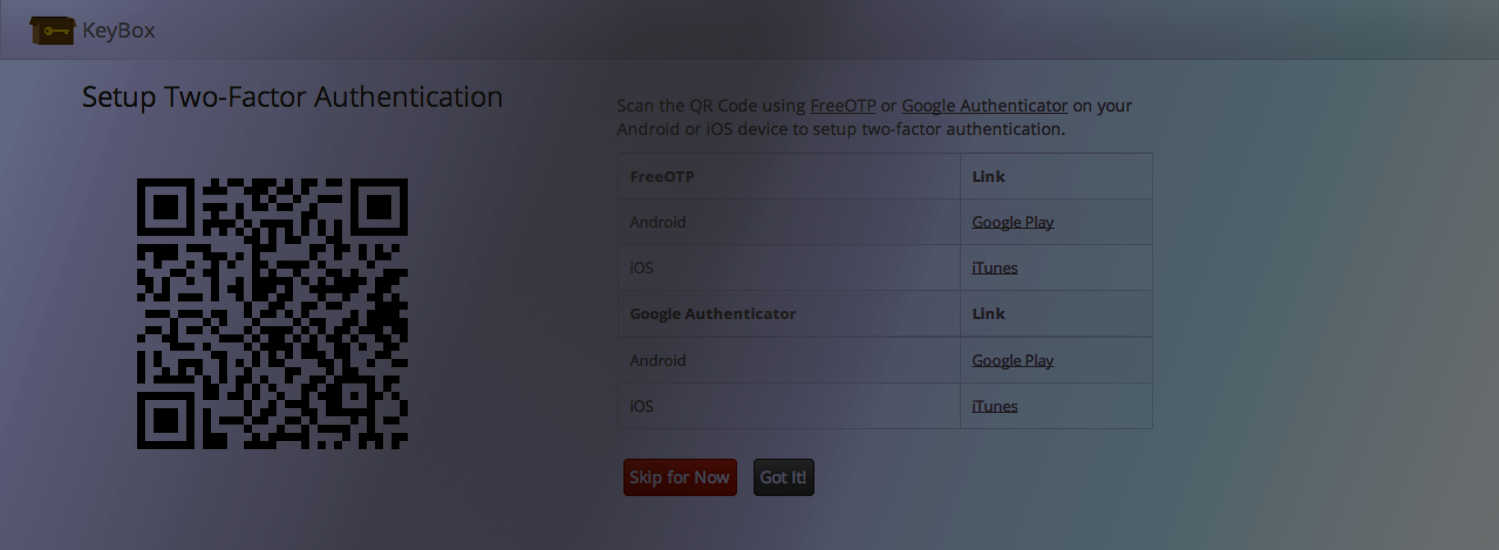 KeyBox
Setup Two-Factor Authentication
Scan the QR Code using FreeOTP or Google Authenticator on your
Android or iOS device to setup two-factor authentication.
FreeOTP Link
Android Google Play
iOS iTunes
Google Authenticator Link
Android Google Play
iOS iTunes
Skip for Now Got It!